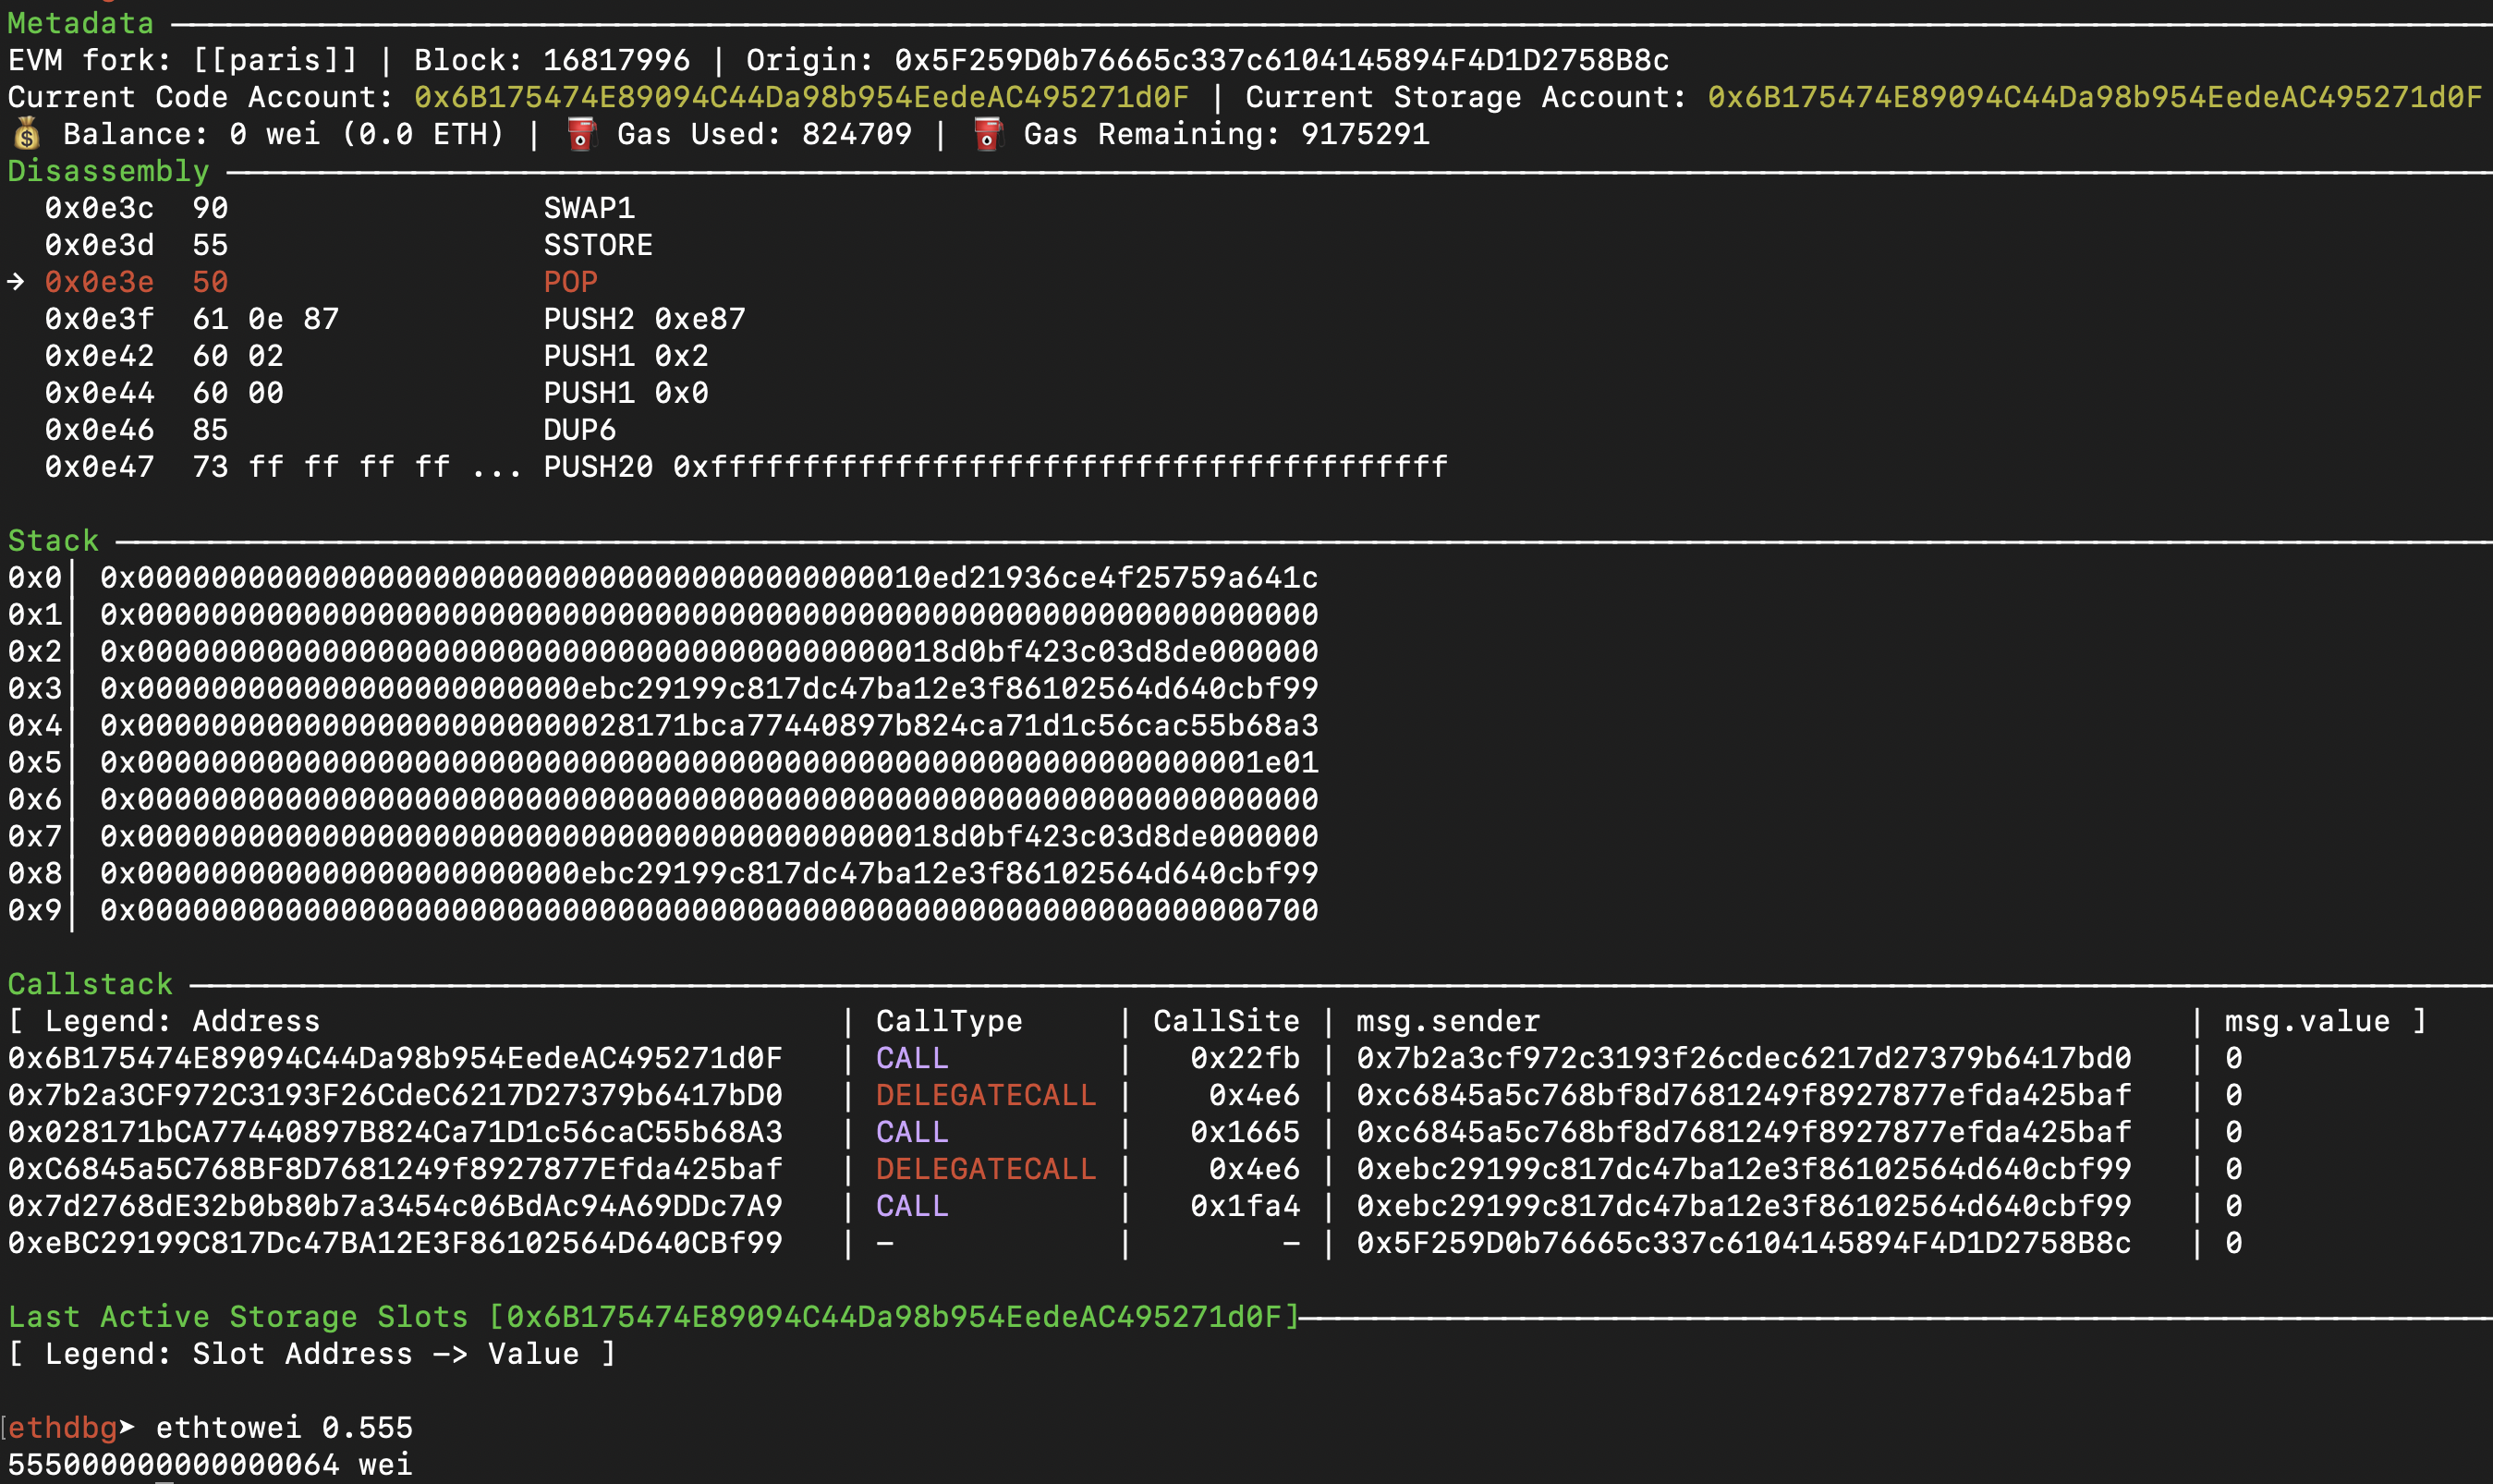 Metadata
EVM fork: [[paris]] | Block: 16817996 | Origin: 0x5F259D0b76665c337c6104145894F4D1D2758B8c
Current Code Account: 0x6B175474E89094C44Da98b954EedeAC495271d0F | Current Storage Account: 0x6B175474E89094C44Da98b954EedeAC495271d0F
💰 Balance: 0 wei (0.0 ETH) | ⛽ Gas Used: 824709 | ⛽ Gas Remaining: 9175291
Disassembly
0x0e3c 90 SWAP1
0x0e3d 55 SSTORE
→ 0x0e3e 50 POP
0x0e3f 61 0e 87 PUSH2 0xe87
0x0e42 60 02 PUSH1 0x2
0x0e44 60 00 PUSH1 0x0
0x0e46 85 DUP6
0x0e47 73 ff ff ff ff ... PUSH20 0xffffffffffffffffffffffffffffffffffffffff
Stack
0x0| 0x00000000000000000000000000000000000000000010ed21936ce4f25759a641c
0x1| 0x0000000000000000000000000000000000000000000000000000000000000000
0x2| 0x00000000000000000000000000000000000000000018d0bf423c03d8de000000
0x3| 0x000000000000000000000000ebc29199c817dc47ba12e3f86102564d640cbf99
0x4| 0x000000000000000000000000028171bca77440897b824ca71d1c56cac55b68a3
0x5| 0x0000000000000000000000000000000000000000000000000000000000001e01
0x6| 0x0000000000000000000000000000000000000000000000000000000000000000
0x7| 0x00000000000000000000000000000000000000000018d0bf423c03d8de000000
0x8| 0x000000000000000000000000ebc29199c817dc47ba12e3f86102564d640cbf99
0x9| 0x0000000000000000000000000000000000000000000000000000000000000700
Callstack
[ Legend: Address | CallType | CallSite | msg.sender | msg.value ]
0x6B175474E89094C44Da98b954EedeAC495271d0F | CALL | 0x22fb | 0x7b2a3cf972c3193f26cdec6217d27379b6417bd0 | 0
0x7b2a3CF972C3193F26CdeC6217D27379b6417bD0 | DELEGATECALL | 0x4e6 | 0xc6845a5c768bf8d7681249f8927877efda425baf | 0
0x028171bCA77440897B824Ca71D1c56caC55b68A3 | CALL | 0x1665 | 0xc6845a5c768bf8d7681249f8927877efda425baf | 0
0xC6845a5C768BF8D7681249f8927877Efda425baf | DELEGATECALL | 0x4e6 | 0xebc29199c817dc47ba12e3f86102564d640cbf99 | 0
0x7d2768dE32b0b80b7a3454c06BdAc94A69DDc7A9 | CALL | 0x1fa4 | 0xebc29199c817dc47ba12e3f86102564d640cbf99 | 0
0xeBC29199C817Dc47BA12E3F86102564D640CBf99 | – | – | 0x5F259D0b76665c337c6104145894F4D1D2758B8c | 0
Last Active Storage Slots [0x6B175474E89094C44Da98b954EedeAC495271d0F]
[ Legend: Slot Address –> Value ]
ethdbg➤ ethtowei 0.555
555000000000000064 wei